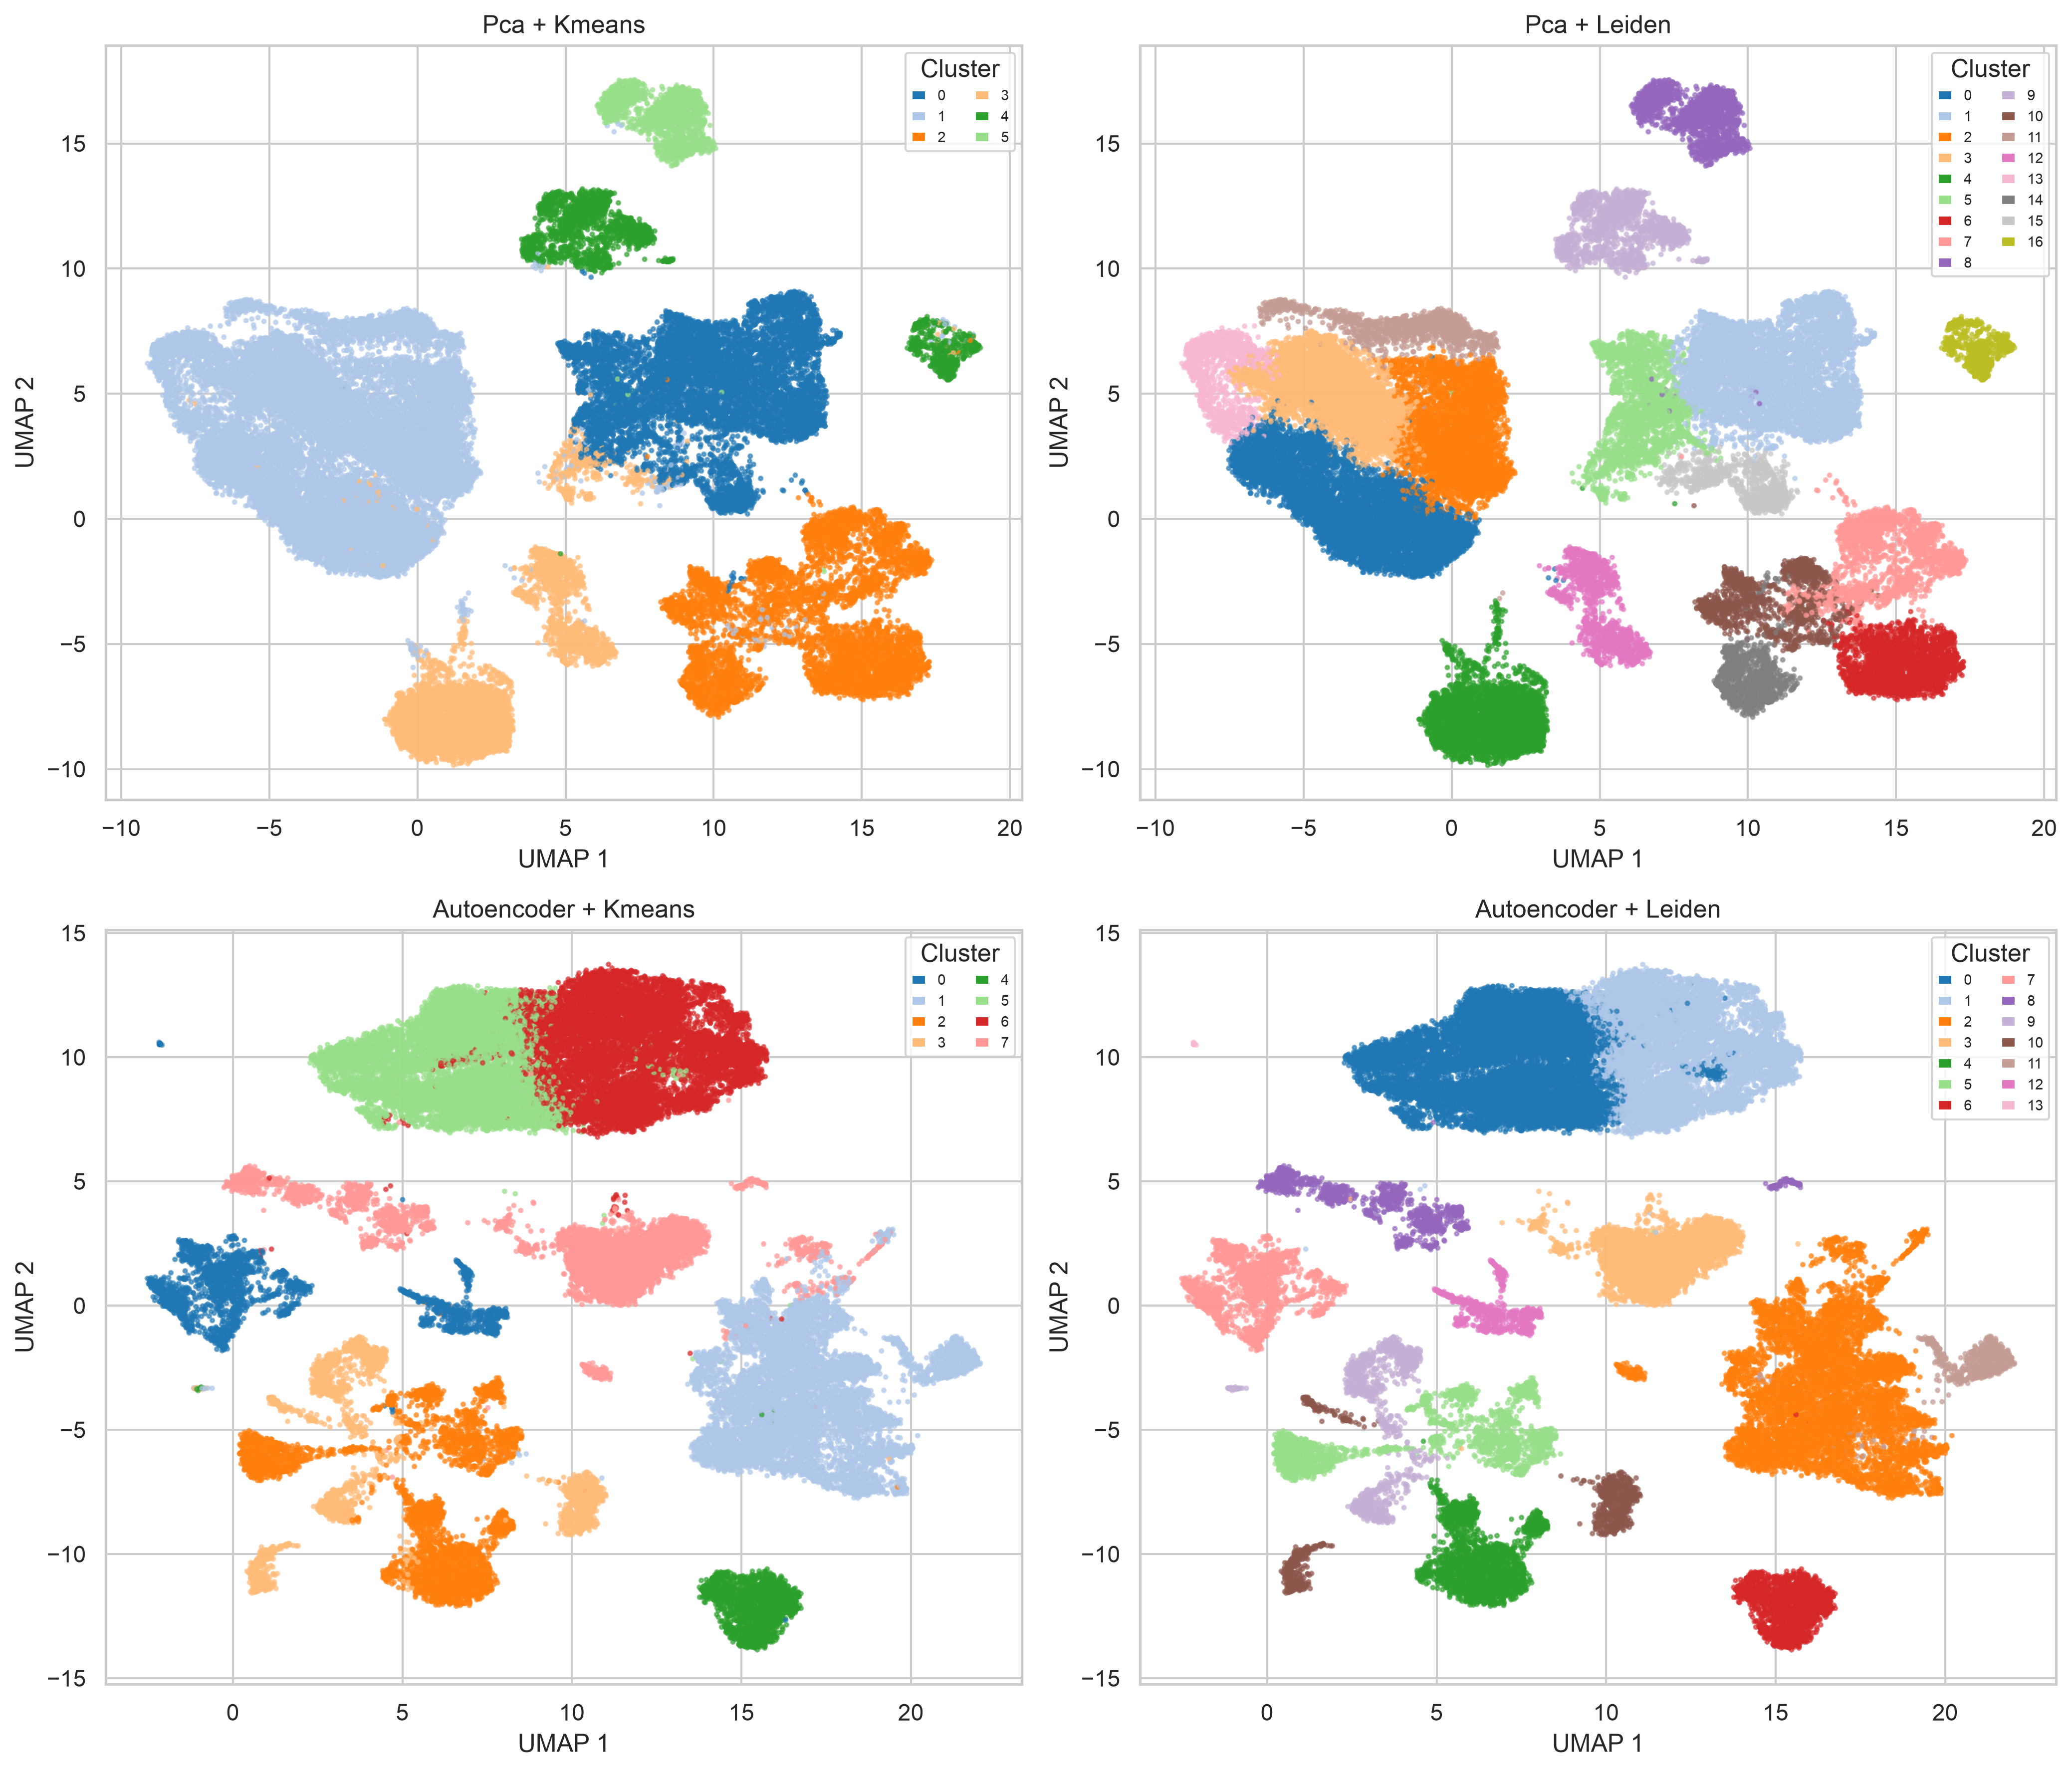 Pca + Kmeans
Cluster
0 3
1 4
2 5
15
10
5
0
−5
−10
UMAP 2
−10 −5 0 5 10 15 20
UMAP 1
Pca + Leiden
Cluster
0 9
1 10
2 11
3 12
4 13
5 14
6 15
7 16
8
15
10
5
0
−5
−10
UMAP 2
−10 −5 0 5 10 15 20
UMAP 1
Autoencoder + Kmeans
Cluster
0 4
1 5
2 6
3 7
15
10
5
0
−5
−10
−15
UMAP 2
0 5 10 15 20
UMAP 1
Autoencoder + Leiden
Cluster
0 7
1 8
2 9
3 10
4 11
5 12
6 13
15
10
5
0
−5
−10
−15
UMAP 2
0 5 10 15 20
UMAP 1